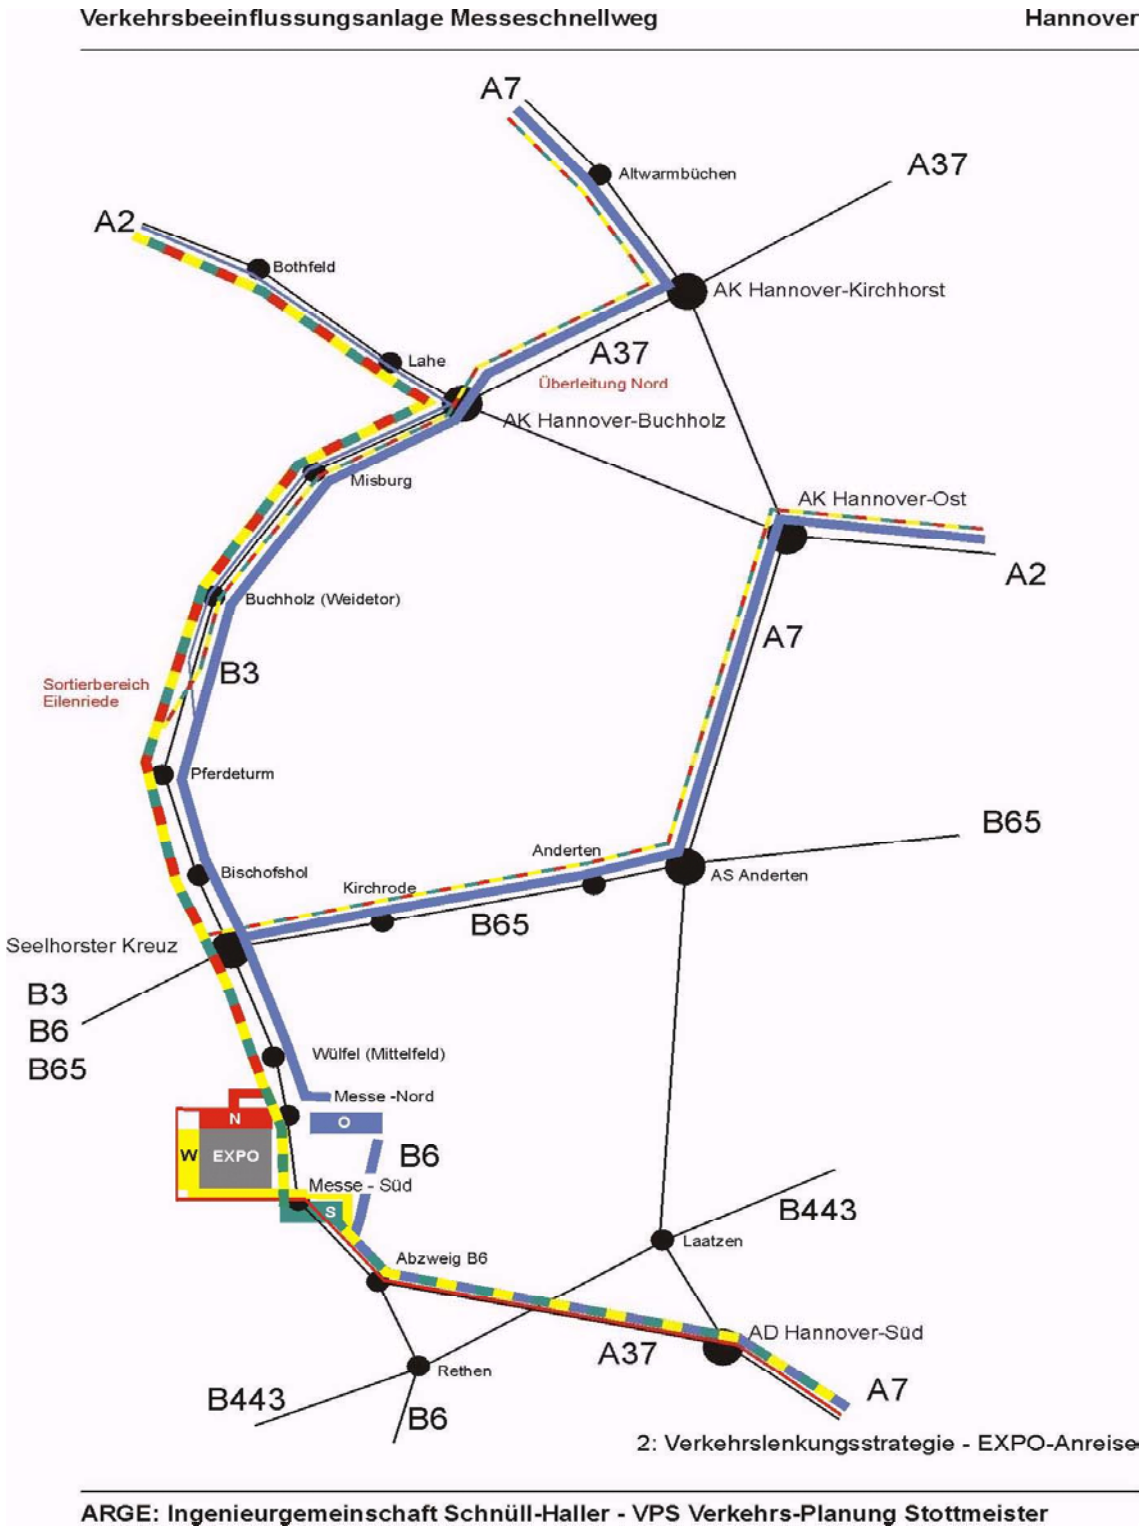 Verkehrsbeeinflussungsanlage Messeschnellweg Hannover
A7
Altwarmbüchen
A37
A2
Bothfeld
AK Hannover-Kirchhorst
Lahe
A37
Überleitung Nord
AK Hannover-Buchholz
Misburg
AK Hannover-Ost
A2
Buchholz (Weidetor)
A7
B3
Sortierbereich
Eilenriede
Pferdeturm
B65
Anderten
Bischofshol
AS Anderten
Kirchrode
B65
Seelhorster Kreuz
B3
B6
B65
Wülfel (Mittelfeld)
Messe -Nord
N
O
W
EXPO
B6
Messe - Süd
S
B443
Laatzen
Abzweig B6
AD Hannover-Süd
A37
Rethen
A7
B443
B6
2: Verkehrslenkungsstrategie - EXPO-Anreise
ARGE: Ingenieurgemeinschaft Schnüll-Haller - VPS Verkehrs-Planung Stottmeister